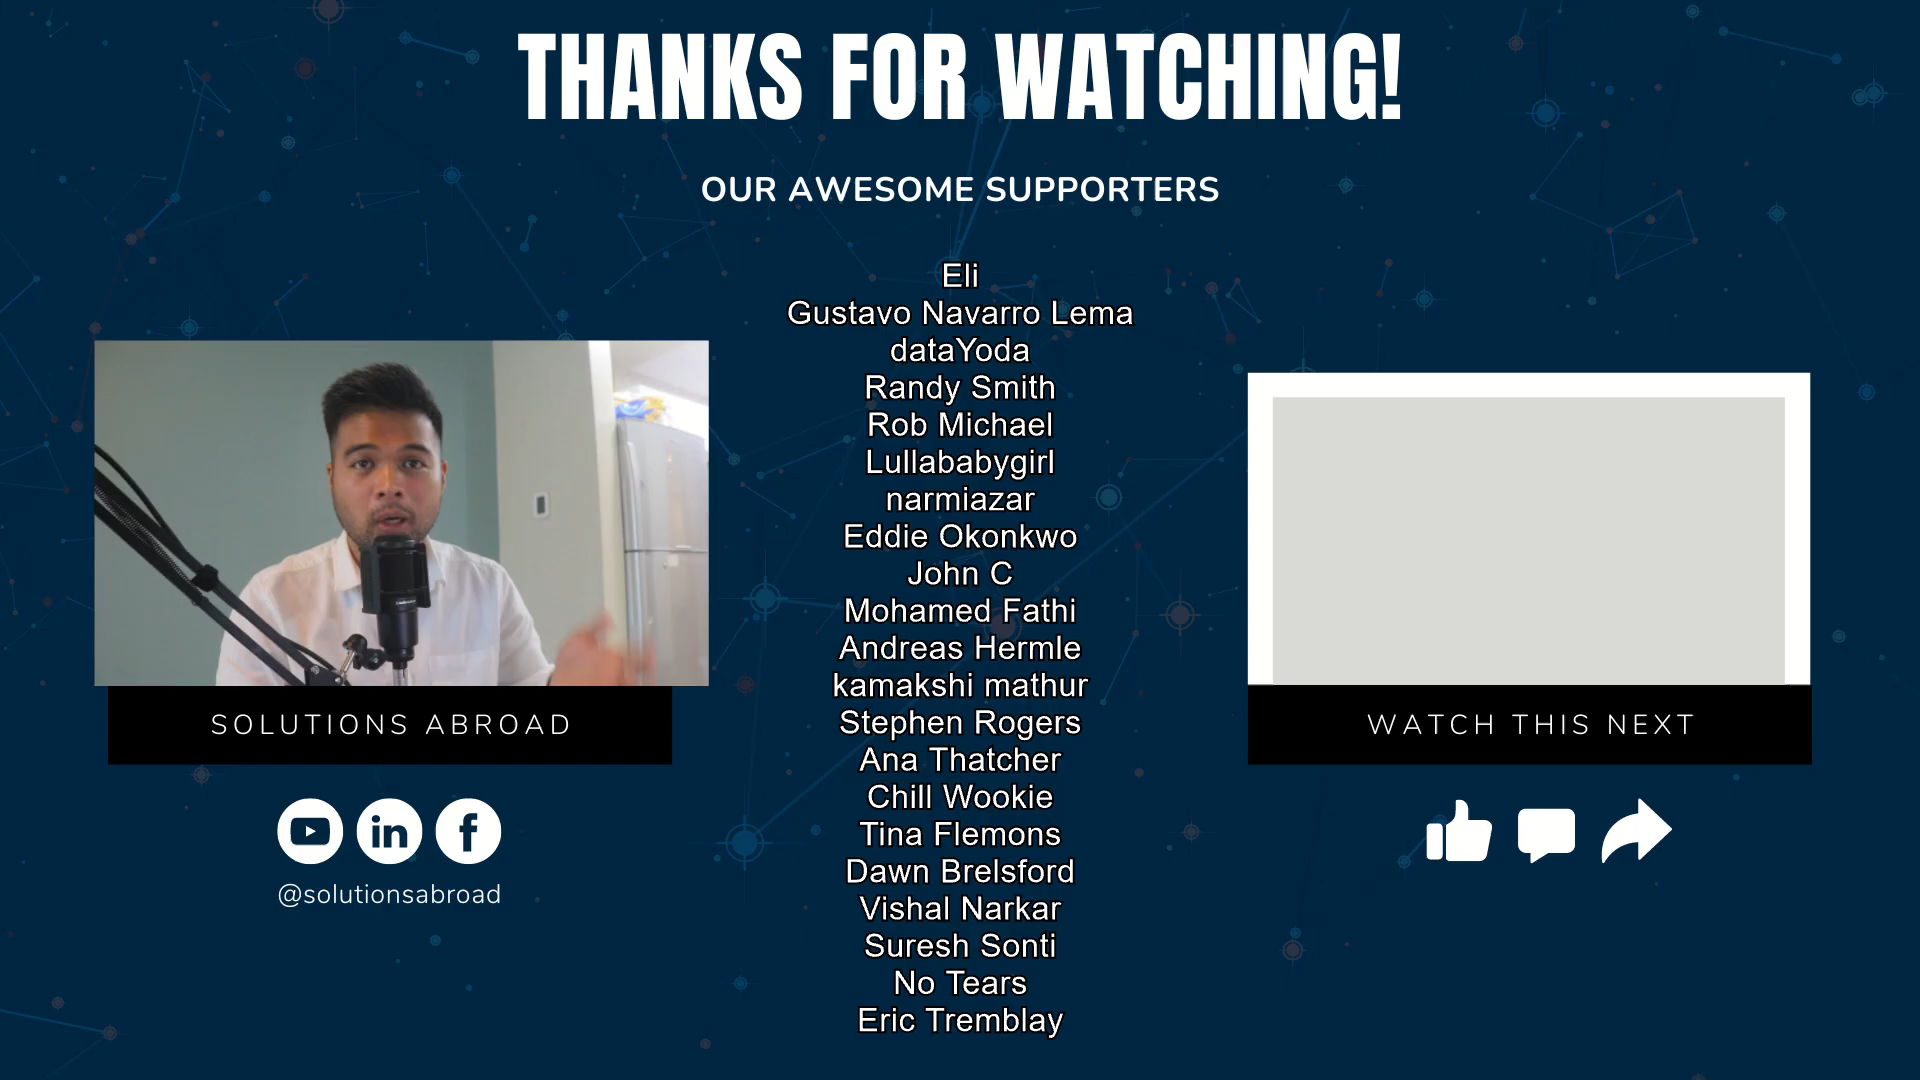 THANKS FOR WATCHING!
OUR AWESOME SUPPORTERS
Eli
Gustavo Navarro Lema
dataYoda
Randy Smith
Rob Michael
Lullababygirl
narmiazar
Eddie Okonkwo
John C
Mohamed Fathi
Andreas Hermle
kamakshi mathur
Stephen Rogers
Ana Thatcher
Chill Wookie
Tina Flemons
Dawn Brelsford
Vishal Narkar
Suresh Sonti
No Tears
Eric Tremblay
SOLUTIONS ABROAD
in
f
@solutionsabroad
WATCH THIS NEXT